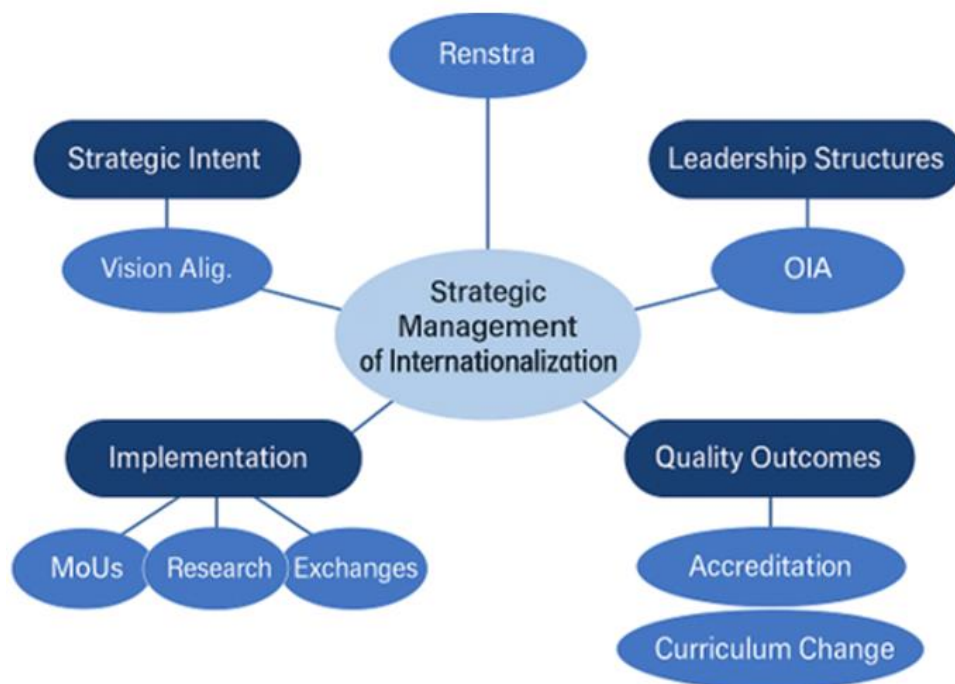 Renstra
Strategic Intent
Leadership Structures
Vision Alig.
OIA
Strategic
Management
of Internationalization
Implementation
Quality Outcomes
MoUs
Research
Exchanges
Accreditation
Curriculum Change